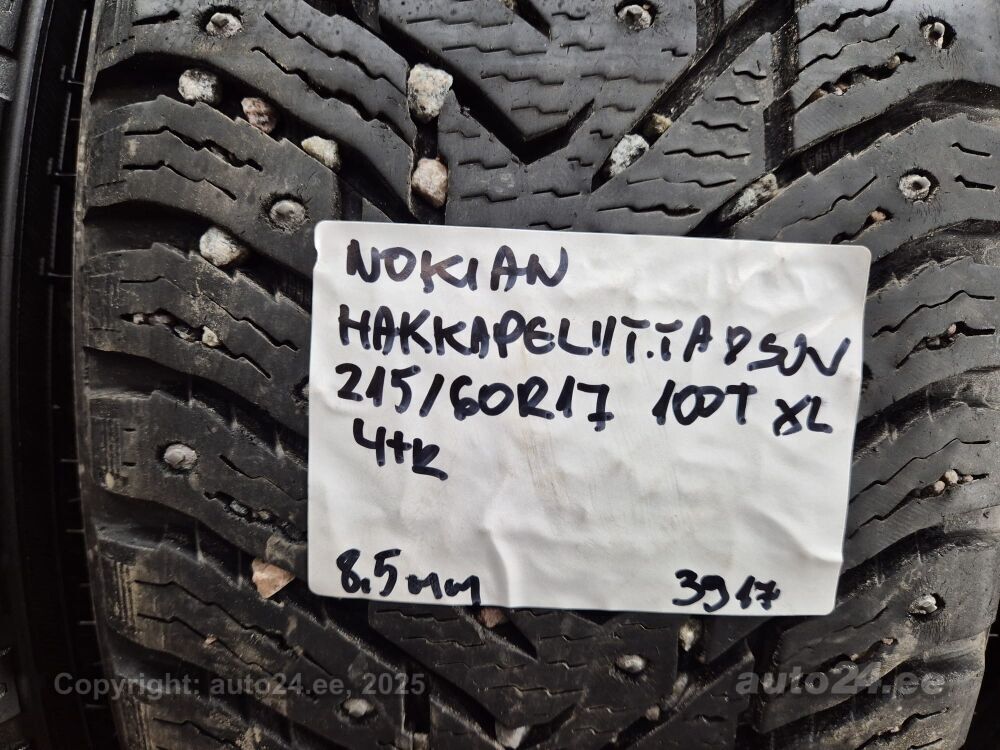 NOKIAN
HAKKAPELIITTA 8 SUV
215/60R17 100T XL
4tk
8.5mm
3917
Copyright: auto24.ee, 2025
auto24.ee